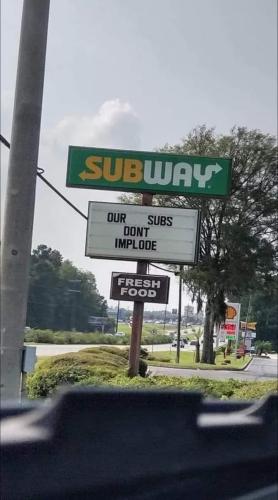 SUBWAY
OUR SUBS
DONT
IMPLODE
FRESH
FOOD